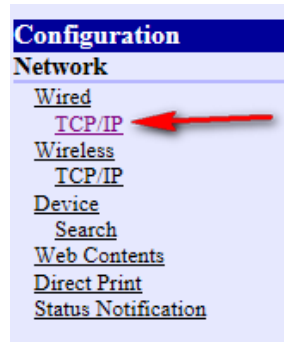 Configuration
Network
Wired
TCP/IP
Wireless
TCP/IP
Device
Search
Web Contents
Direct Print
Status Notification